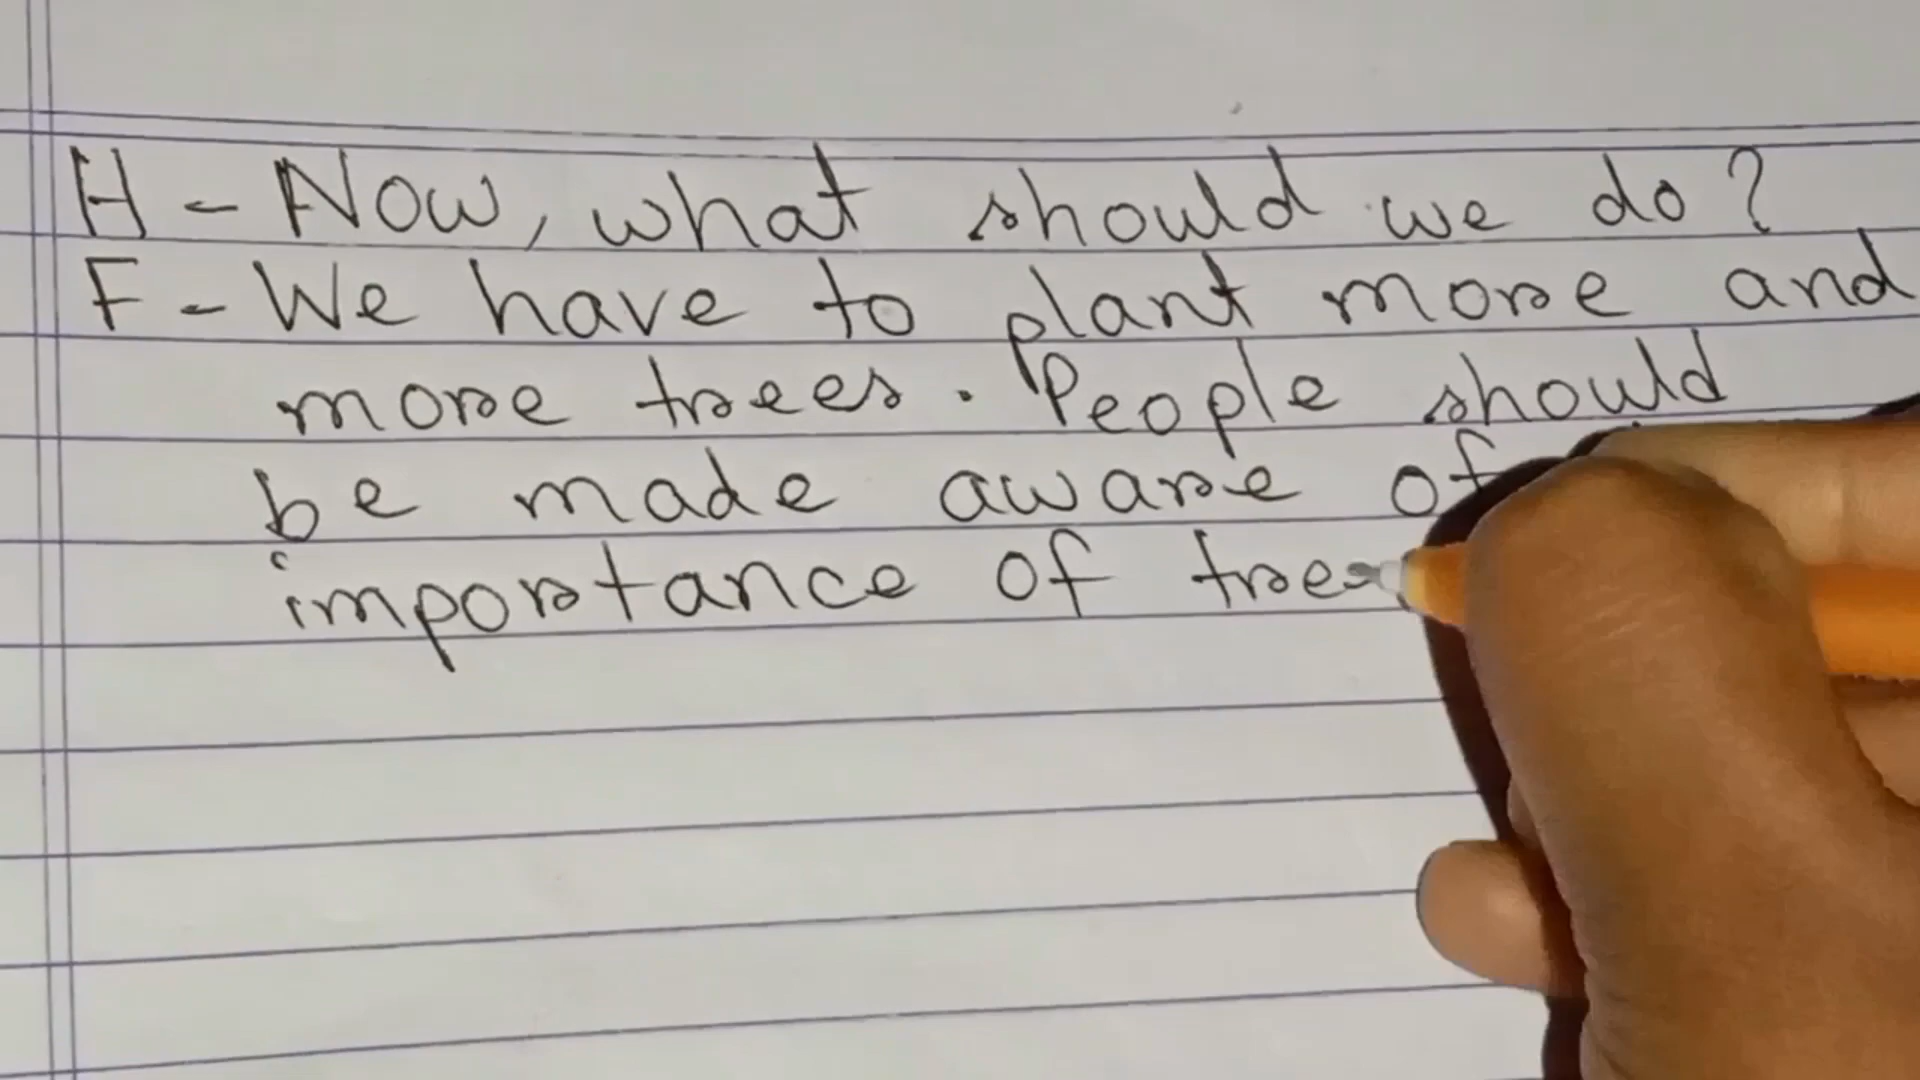 H - Now, what should we do?
F - We have to plant more and
more trees. People should
be made aware of
importance of tree